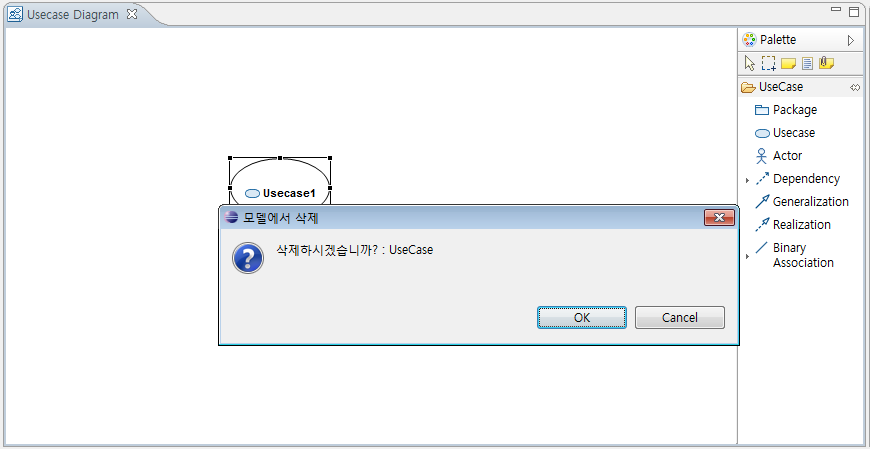 Usecase Diagram
Palette
UseCase
Package
Usecase
Actor
Dependency
Generalization
Realization
Binary
Association
Usecase1
모델에서 삭제
삭제하시겠습니까? : UseCase
OK
Cancel